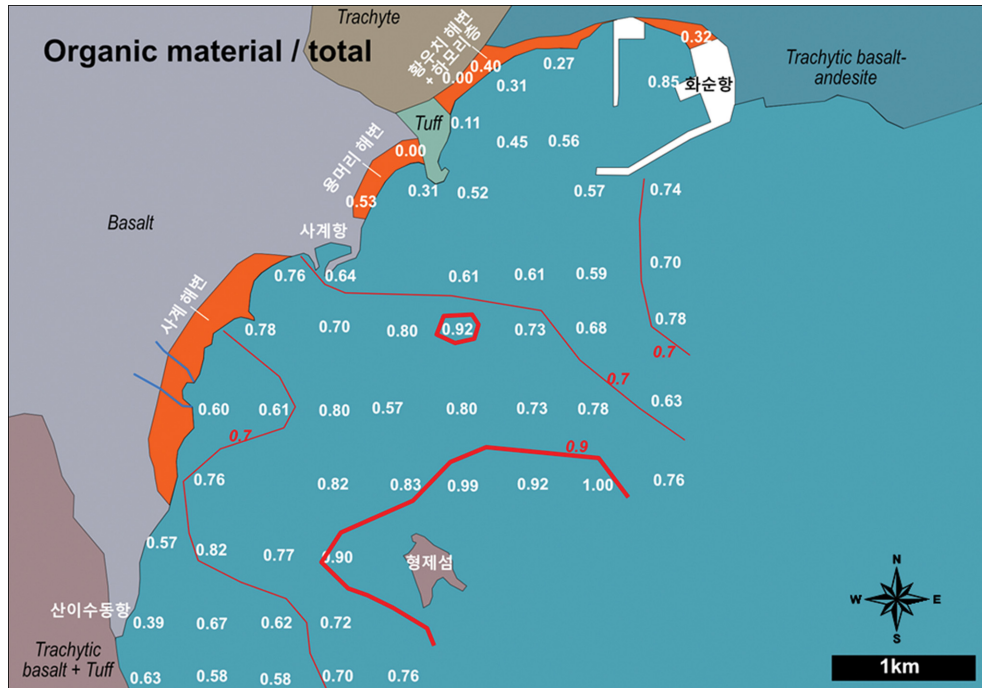 Organic material / total
Trachyte
황우치 해변
+ 하모리층
0.32
Trachytic basalt-
andesite
0.40
0.27
0.00
0.31
0.85
화순항
Tuff
0.11
0.45
0.56
용머리 해변
0.00
0.31
0.52
0.57
0.74
0.53
Basalt
사계항
0.76
0.64
0.61
0.61
0.59
0.70
사계 해변
0.78
0.70
0.80
0.92
0.73
0.68
0.78
0.7
0.7
0.60
0.61
0.80
0.57
0.80
0.73
0.78
0.63
0.7
0.9
0.76
0.82
0.83
0.99
0.92
1.00
0.76
0.57
0.82
0.77
0.90
형제섬
N
W
E
S
산이수동항
0.39
0.67
0.62
0.72
Trachytic
basalt + Tuff
0.63
0.58
0.58
0.70
0.76
1km